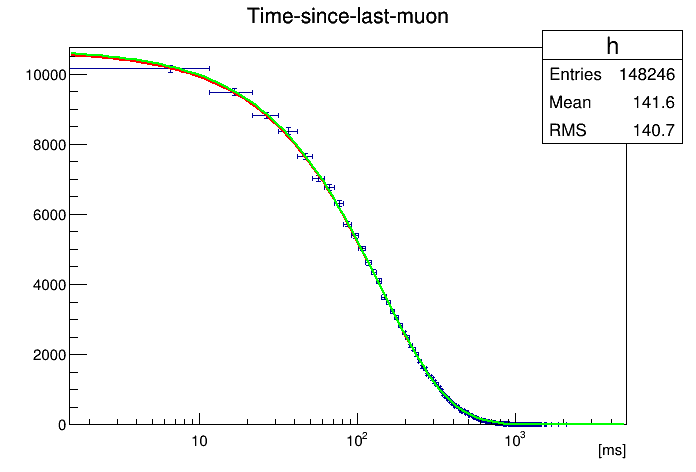 Time-since-last-muon
h
Entries 148246
Mean 141.6
RMS 140.7
10000
8000
6000
4000
2000
0
10 10² 10³
[ms]